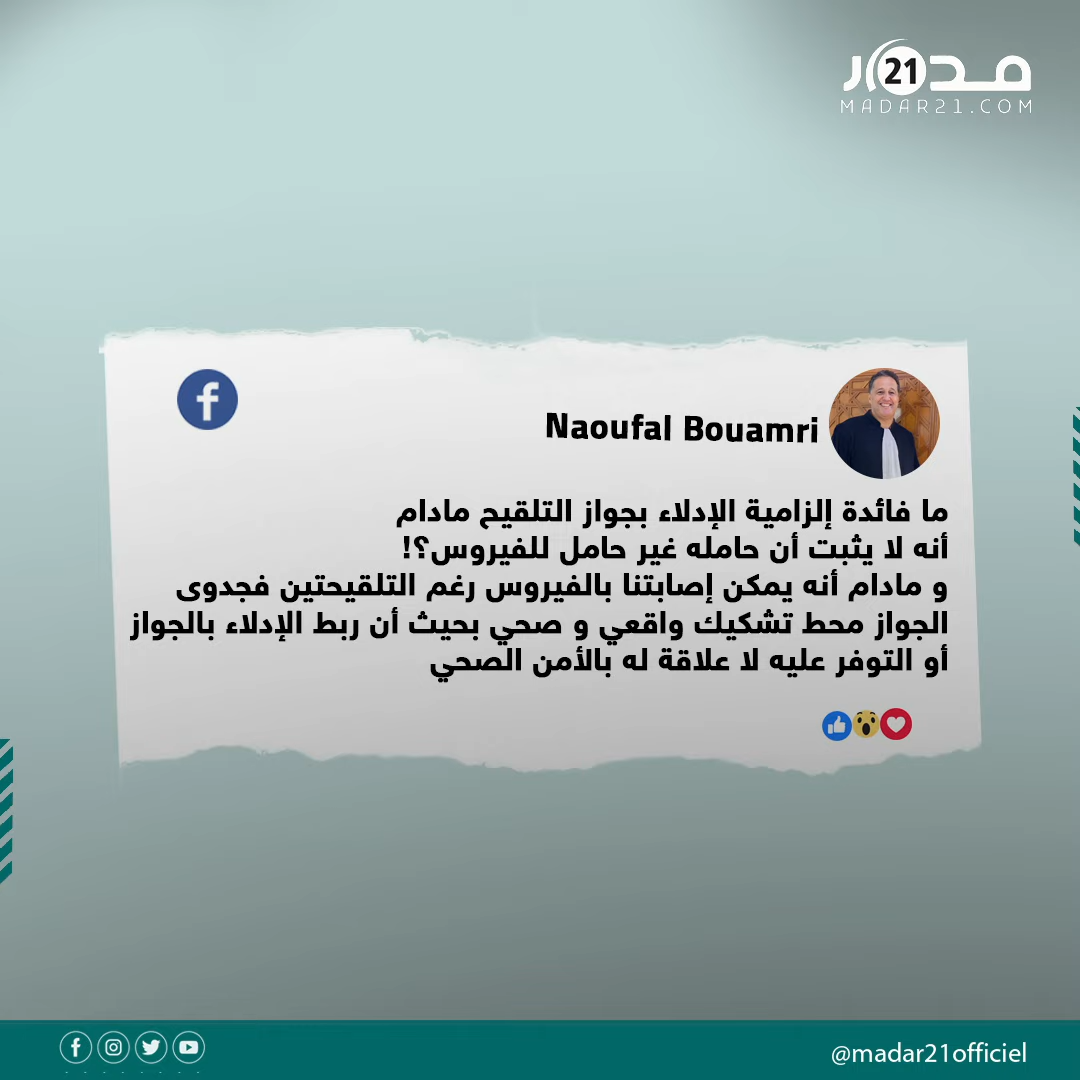 مدار 21
MADAR21.COM
Naoufal Bouamri
ما فائدة إلزامية الإدلاء بجواز التلقيح مادام
أنه لا يثبت أن حامله غير حامل للفيروس؟!
و مادام أنه يمكن إصابتنا بالفيروس رغم التلقيحتين فجدوى
الجواز محط تشكيك واقعي و صحي بحيث أن ربط الإدلاء بالجواز
أو التوفر عليه لا علاقة له بالأمن الصحي
@madar21officiel